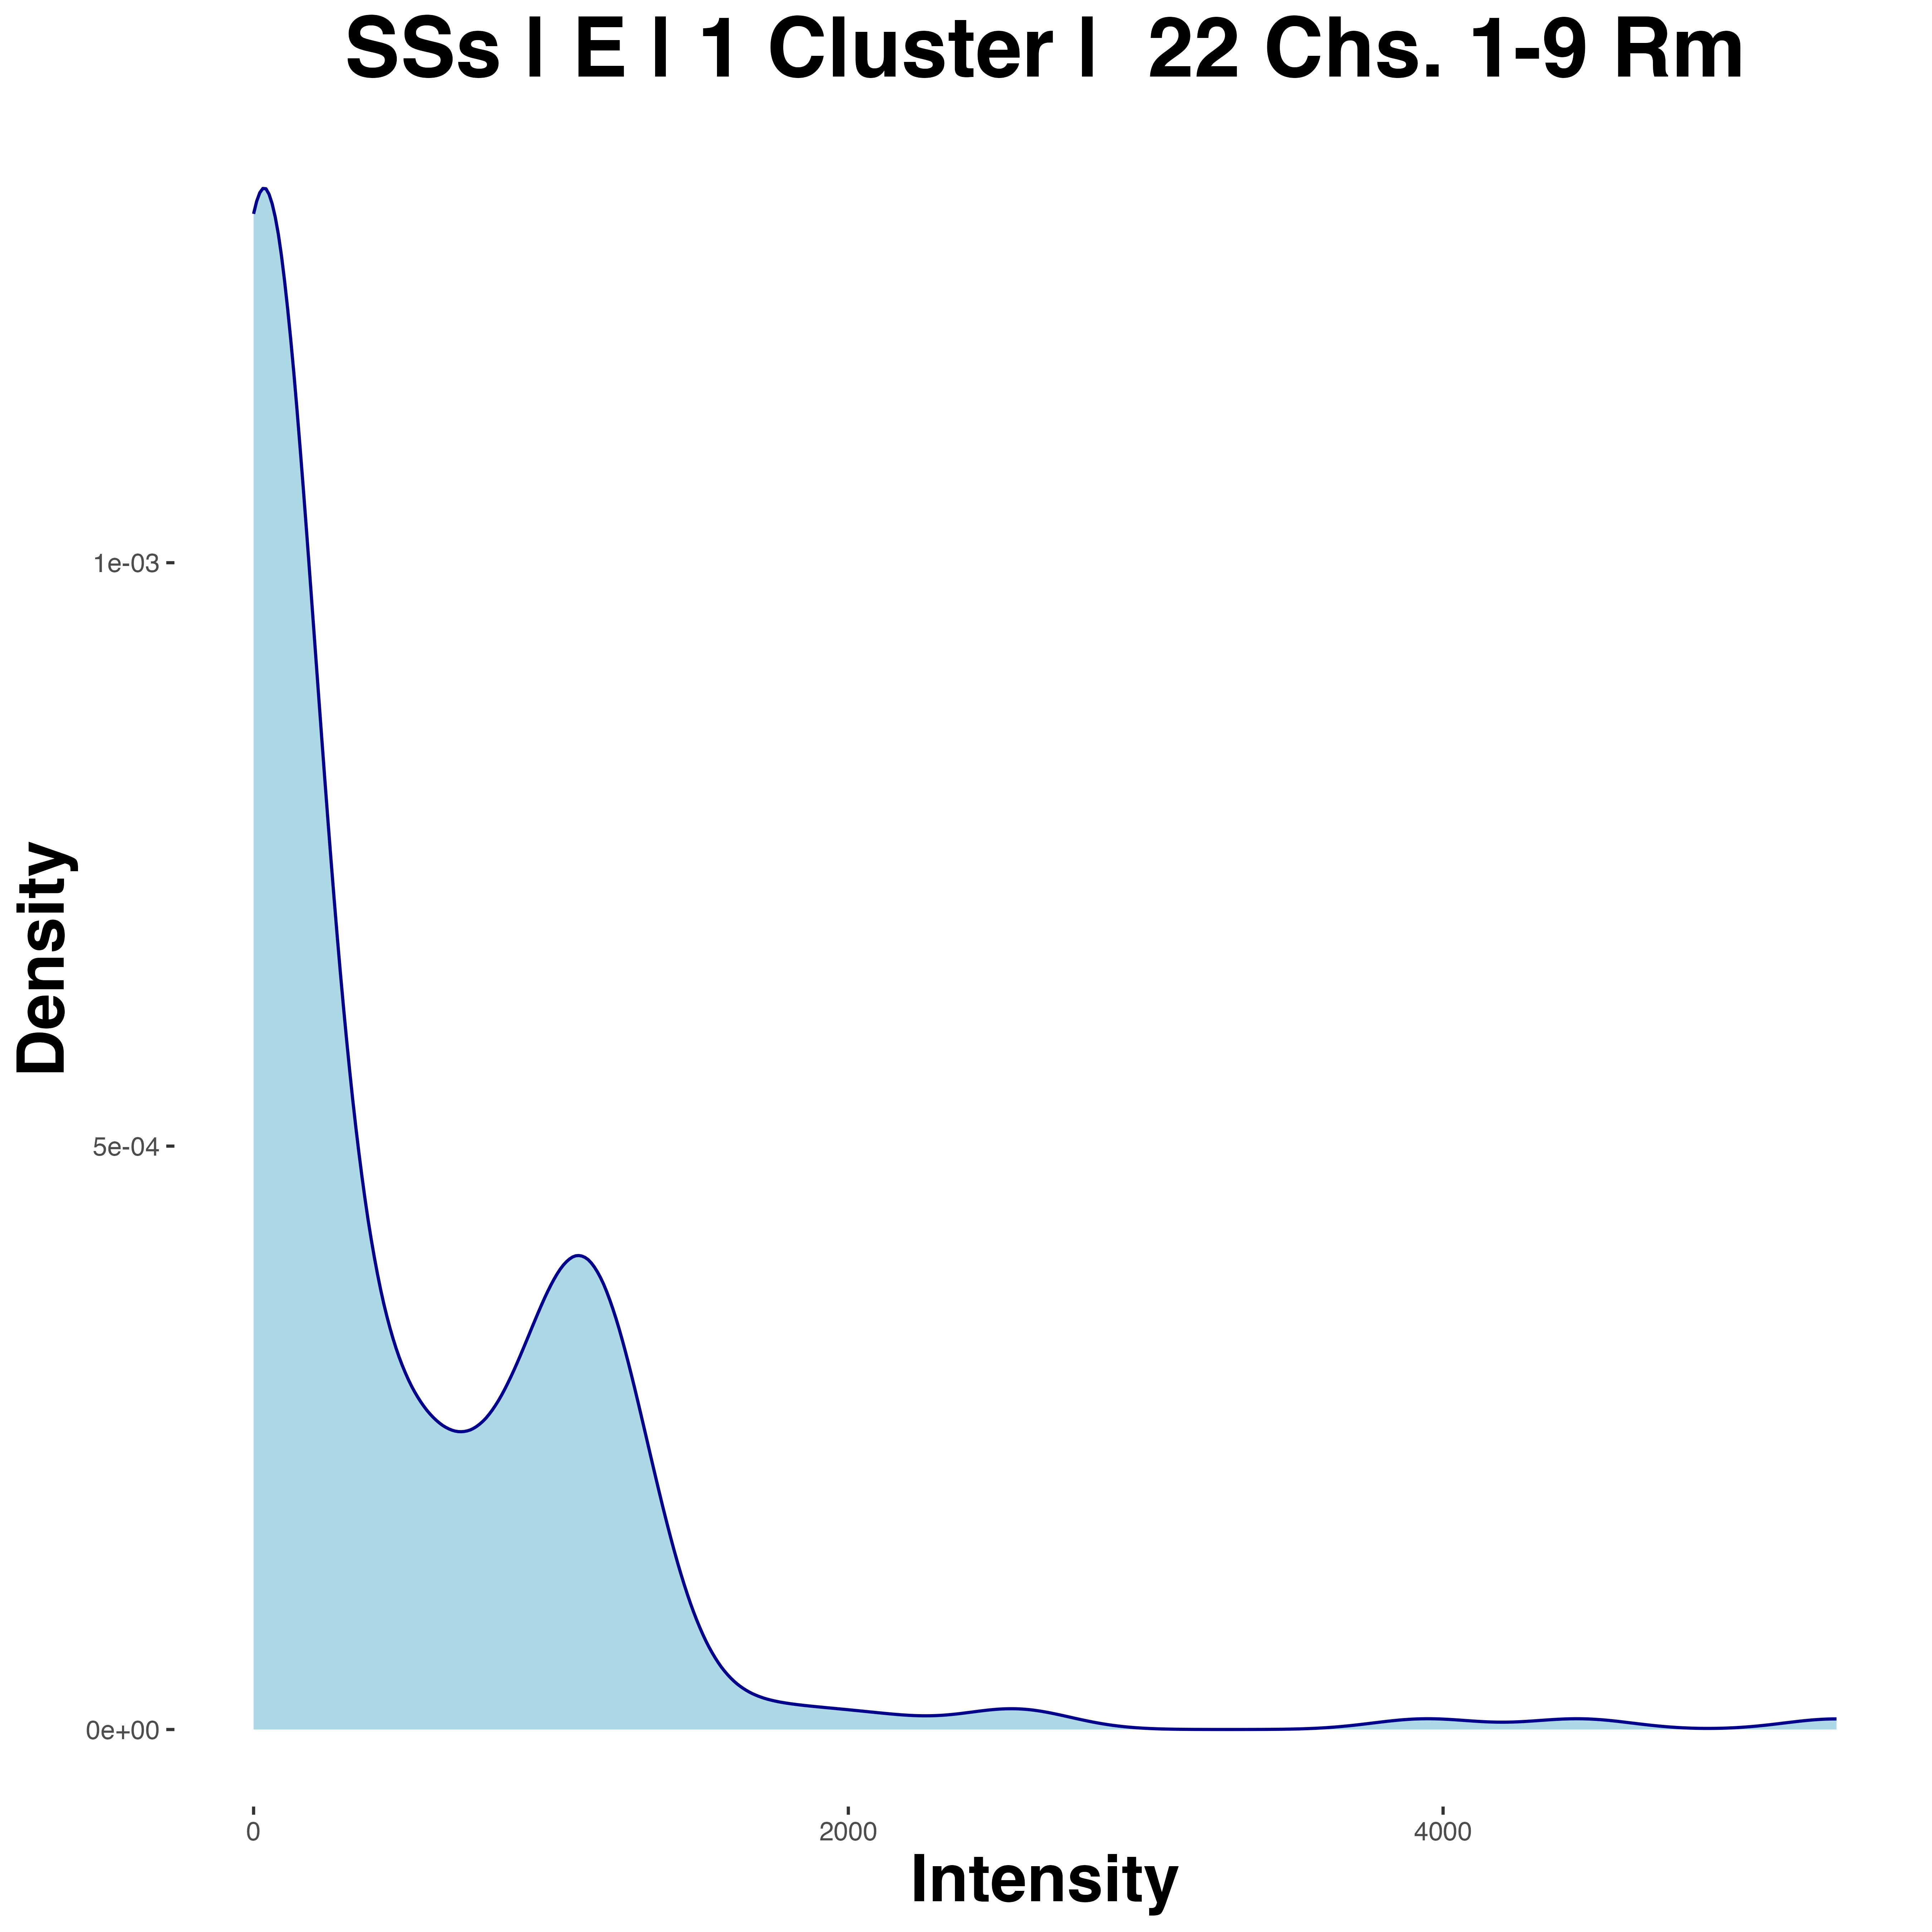 SSs | E | 1 Cluster |  22 Chs. 1-9 Rm
Density
1e-03
5e-04
0e+00
0
2000
4000
Intensity